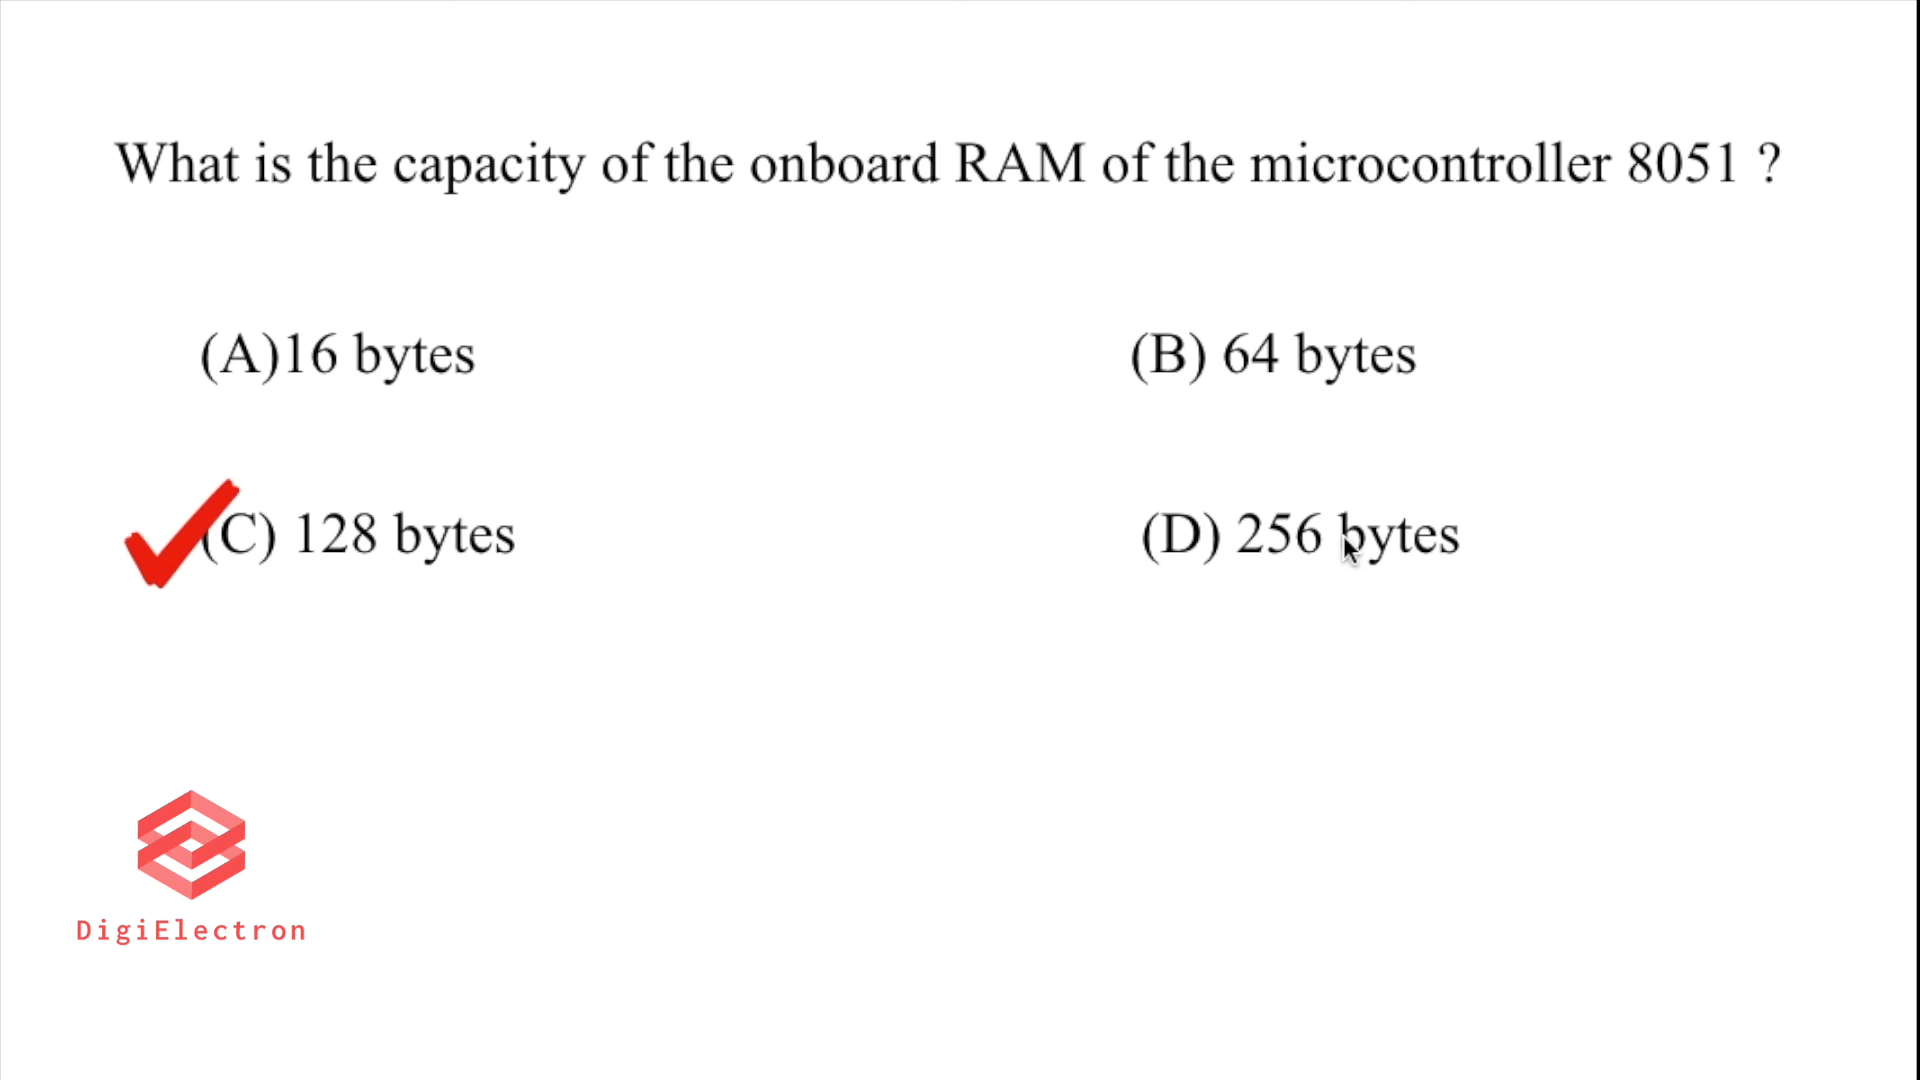 What is the capacity of the onboard RAM of the microcontroller 8051 ?
(A)16 bytes
(B) 64 bytes
(C) 128 bytes
(D) 256 bytes
DigiElectron